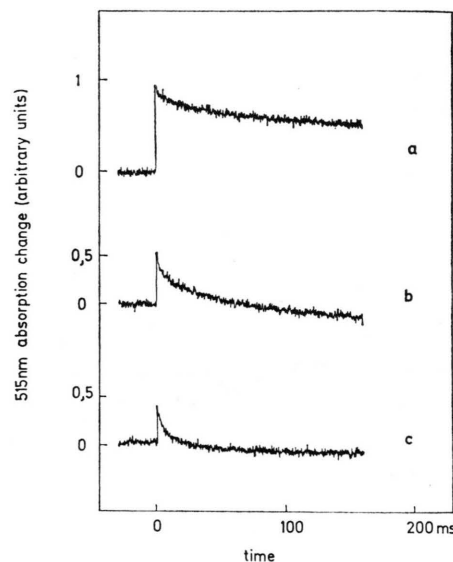 515nm absorption change (arbitrary units)
1
0
a
0,5
0
b
0,5
0
c
0 100 200 ms
time